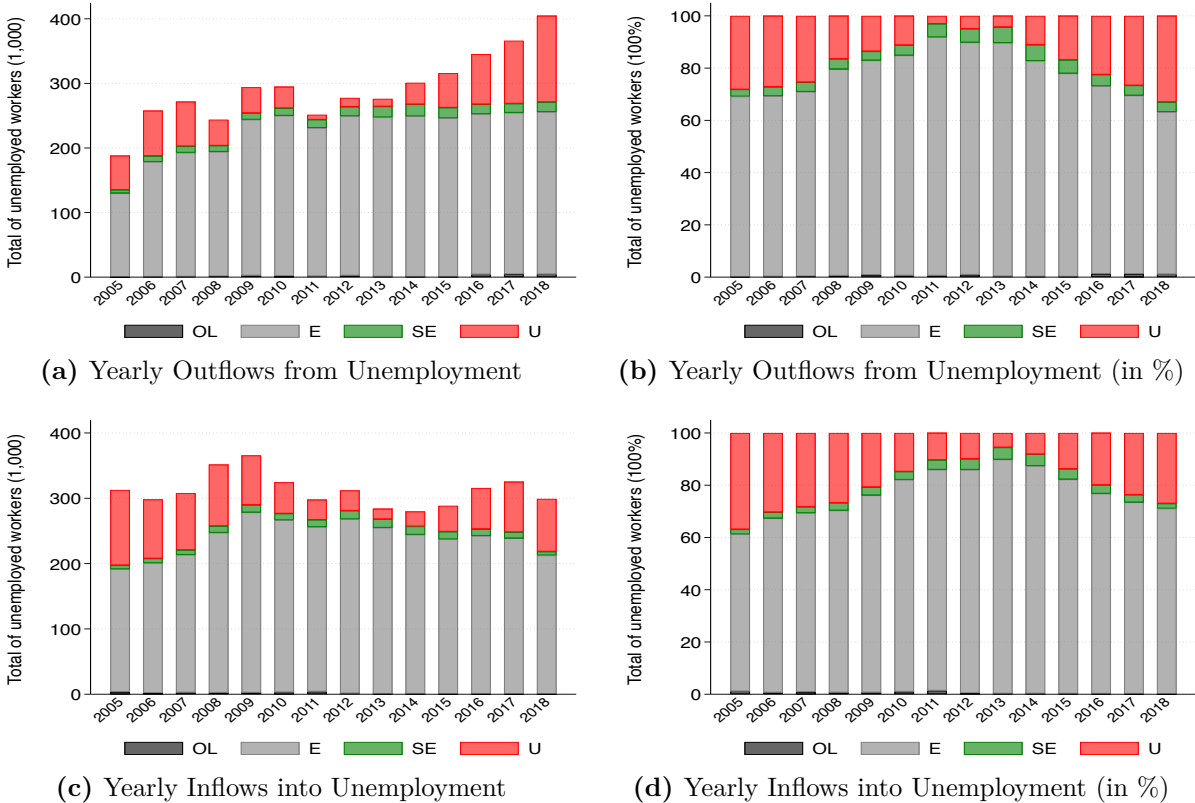 Total of unemployed workers (1,000)
400
300
200
100
0
2005 2006 2007 2008 2009 2010 2011 2012 2013 2014 2015 2016 2017 2018
OL E SE U
(a) Yearly Outflows from Unemployment
Total of unemployed workers (100%)
100
80
60
40
20
0
2005 2006 2007 2008 2009 2010 2011 2012 2013 2014 2015 2016 2017 2018
OL E SE U
(b) Yearly Outflows from Unemployment (in %)
Total of unemployed workers (1,000)
400
300
200
100
0
2005 2006 2007 2008 2009 2010 2011 2012 2013 2014 2015 2016 2017 2018
OL E SE U
(c) Yearly Inflows into Unemployment
Total of unemployed workers (100%)
100
80
60
40
20
0
2005 2006 2007 2008 2009 2010 2011 2012 2013 2014 2015 2016 2017 2018
OL E SE U
(d) Yearly Inflows into Unemployment (in %)